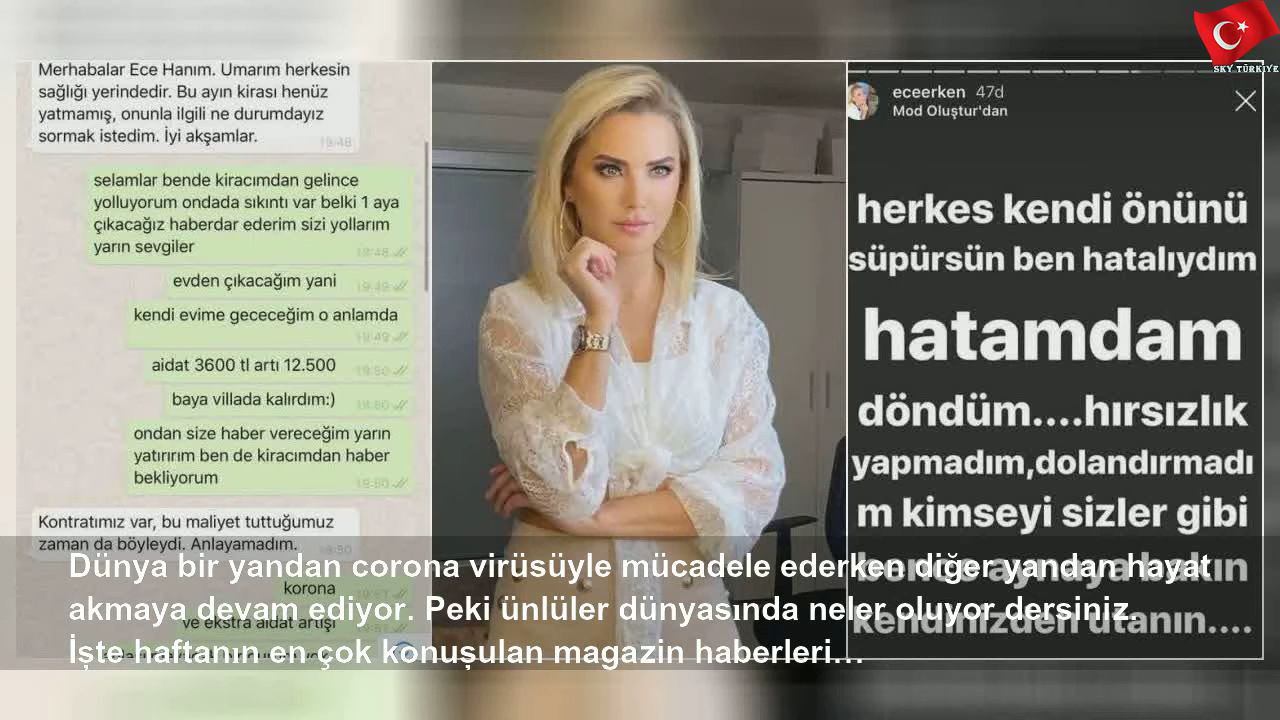 SKY TÜRKİYE
Merhabalar Ece Hanım. Umarım herkesin
sağlığı yerindedir. Bu ayın kirası henüz
yatmamış, onunla ilgili ne durumdayız
sormak istedim. İyi akşamlar.
19:48
selamlar bende kiracımdan gelince
yolluyorum ondada sıkıntı var belki 1 aya
çıkacağız haberdar ederim sizi yollarım
yarın sevgiler
19:48
evden çıkacağım yani
19:49
kendi evime gececeğim o anlamda
19:49
aidat 3600 tl artı 12.500
19:50
baya villada kalırdım:)
19:50
ondan size haber vereceğim yarın
yatırırım ben de kiracımdan haber
bekliyorum
19:50
Kontratımız var, bu maliyet tuttuğumuz
zaman da böyleydi. Anlayamadım.
19:50
korona
ve ekstra aidat artışı
eceerken 47d
Mod Oluştur'dan
herkes kendi önünü
süpürsün ben hatalıydım
hatamdam
döndüm....hırsızlık
yapmadım,dolandırmadı
m kimseyi sizler gibi
bence aynaya bakın
kendinizden utanın....
Dünya bir yandan corona virüsüyle mücadele ederken diğer yandan hayat
akmaya devam ediyor. Peki ünlüler dünyasında neler oluyor dersiniz.
İşte haftanın en çok konuşulan magazin haberleri...